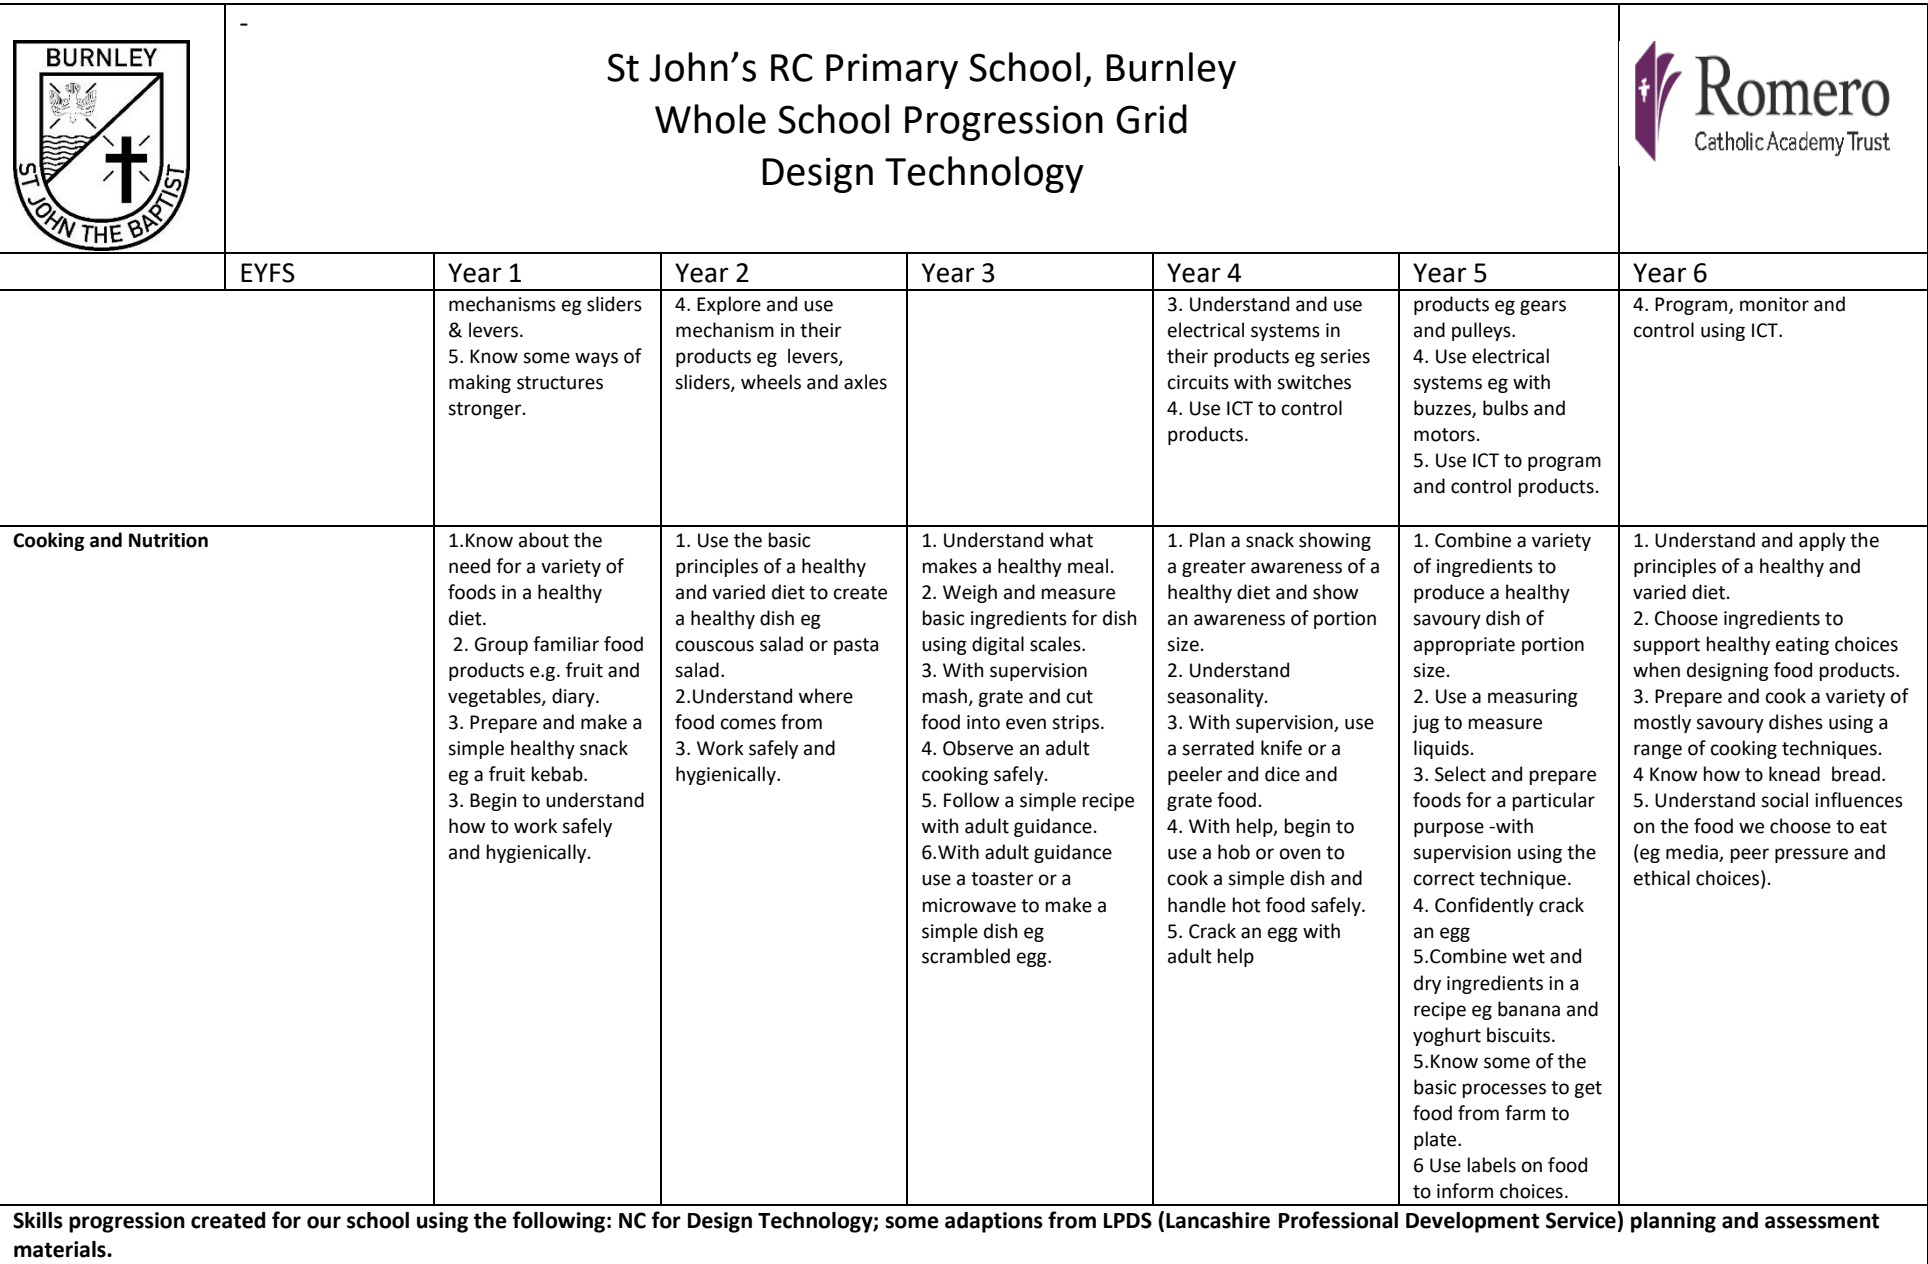 BURNLEY
ST JOHN THE BAPTIST
-
St John’s RC Primary School, Burnley
Whole School Progression Grid
Design Technology
Romero
Catholic Academy Trust
EYFS
Year 1
Year 2
Year 3
Year 4
Year 5
Year 6
mechanisms eg sliders
& levers.
5. Know some ways of
making structures
stronger.
4. Explore and use
mechanism in their
products eg  levers,
sliders, wheels and axles
3. Understand and use
electrical systems in
their products eg series
circuits with switches
4. Use ICT to control
products.
products eg gears
and pulleys.
4. Use electrical
systems eg with
buzzes, bulbs and
motors.
5. Use ICT to program
and control products.
4. Program, monitor and
control using ICT.
Cooking and Nutrition
1.Know about the
need for a variety of
foods in a healthy
diet.
2. Group familiar food
products e.g. fruit and
vegetables, diary.
3. Prepare and make a
simple healthy snack
eg a fruit kebab.
3. Begin to understand
how to work safely
and hygienically.
1. Use the basic
principles of a healthy
and varied diet to create
a healthy dish eg
couscous salad or pasta
salad.
2.Understand where
food comes from
3. Work safely and
hygienically.
1. Understand what
makes a healthy meal.
2. Weigh and measure
basic ingredients for dish
using digital scales.
3. With supervision
mash, grate and cut
food into even strips.
4. Observe an adult
cooking safely.
5. Follow a simple recipe
with adult guidance.
6.With adult guidance
use a toaster or a
microwave to make a
simple dish eg
scrambled egg.
1. Plan a snack showing
a greater awareness of a
healthy diet and show
an awareness of portion
size.
2. Understand
seasonality.
3. With supervision, use
a serrated knife or a
peeler and dice and
grate food.
4. With help, begin to
use a hob or oven to
cook a simple dish and
handle hot food safely.
5. Crack an egg with
adult help
1. Combine a variety
of ingredients to
produce a healthy
savoury dish of
appropriate portion
size.
2. Use a measuring
jug to measure
liquids.
3. Select and prepare
foods for a particular
purpose -with
supervision using the
correct technique.
4. Confidently crack
an egg
5.Combine wet and
dry ingredients in a
recipe eg banana and
yoghurt biscuits.
5.Know some of the
basic processes to get
food from farm to
plate.
6 Use labels on food
to inform choices.
1. Understand and apply the
principles of a healthy and
varied diet.
2. Choose ingredients to
support healthy eating choices
when designing food products.
3. Prepare and cook a variety of
mostly savoury dishes using a
range of cooking techniques.
4 Know how to knead  bread.
5. Understand social influences
on the food we choose to eat
(eg media, peer pressure and
ethical choices).
Skills progression created for our school using the following: NC for Design Technology; some adaptions from LPDS (Lancashire Professional Development Service) planning and assessment
materials.